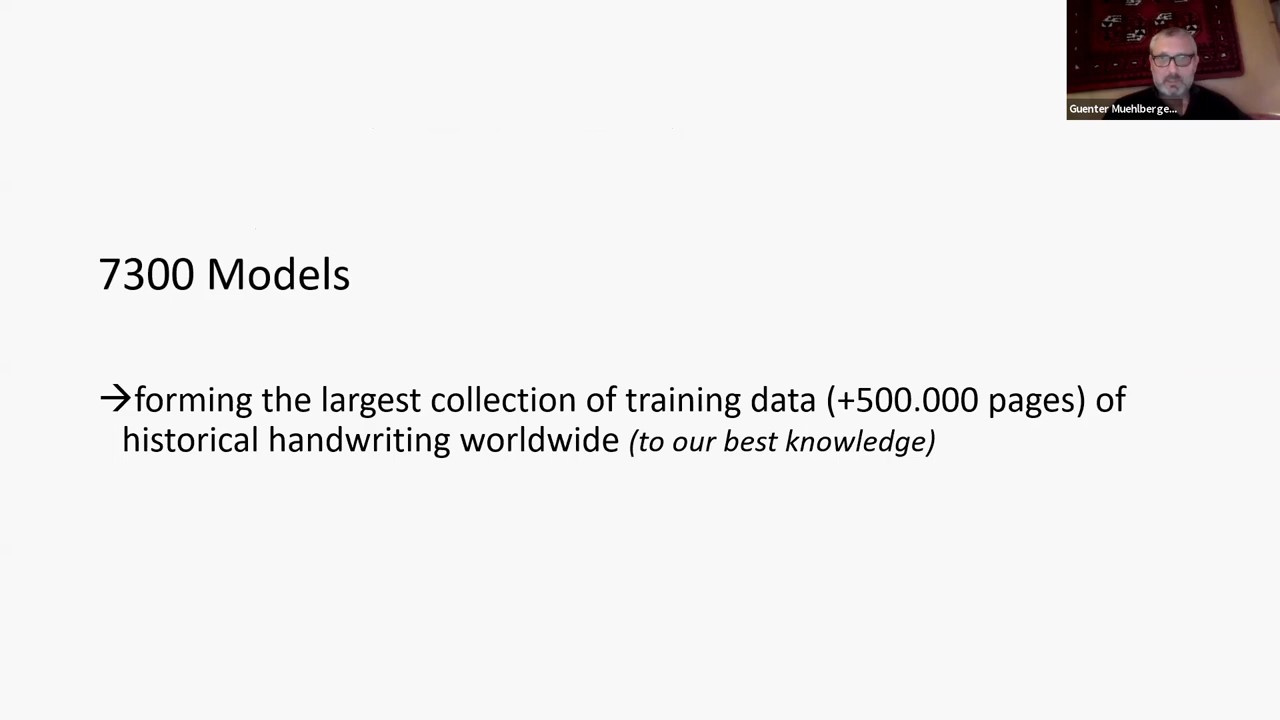 Guenter Muehlberge...
7300 Models
→forming the largest collection of training data (+500.000 pages) of
historical handwriting worldwide (to our best knowledge)